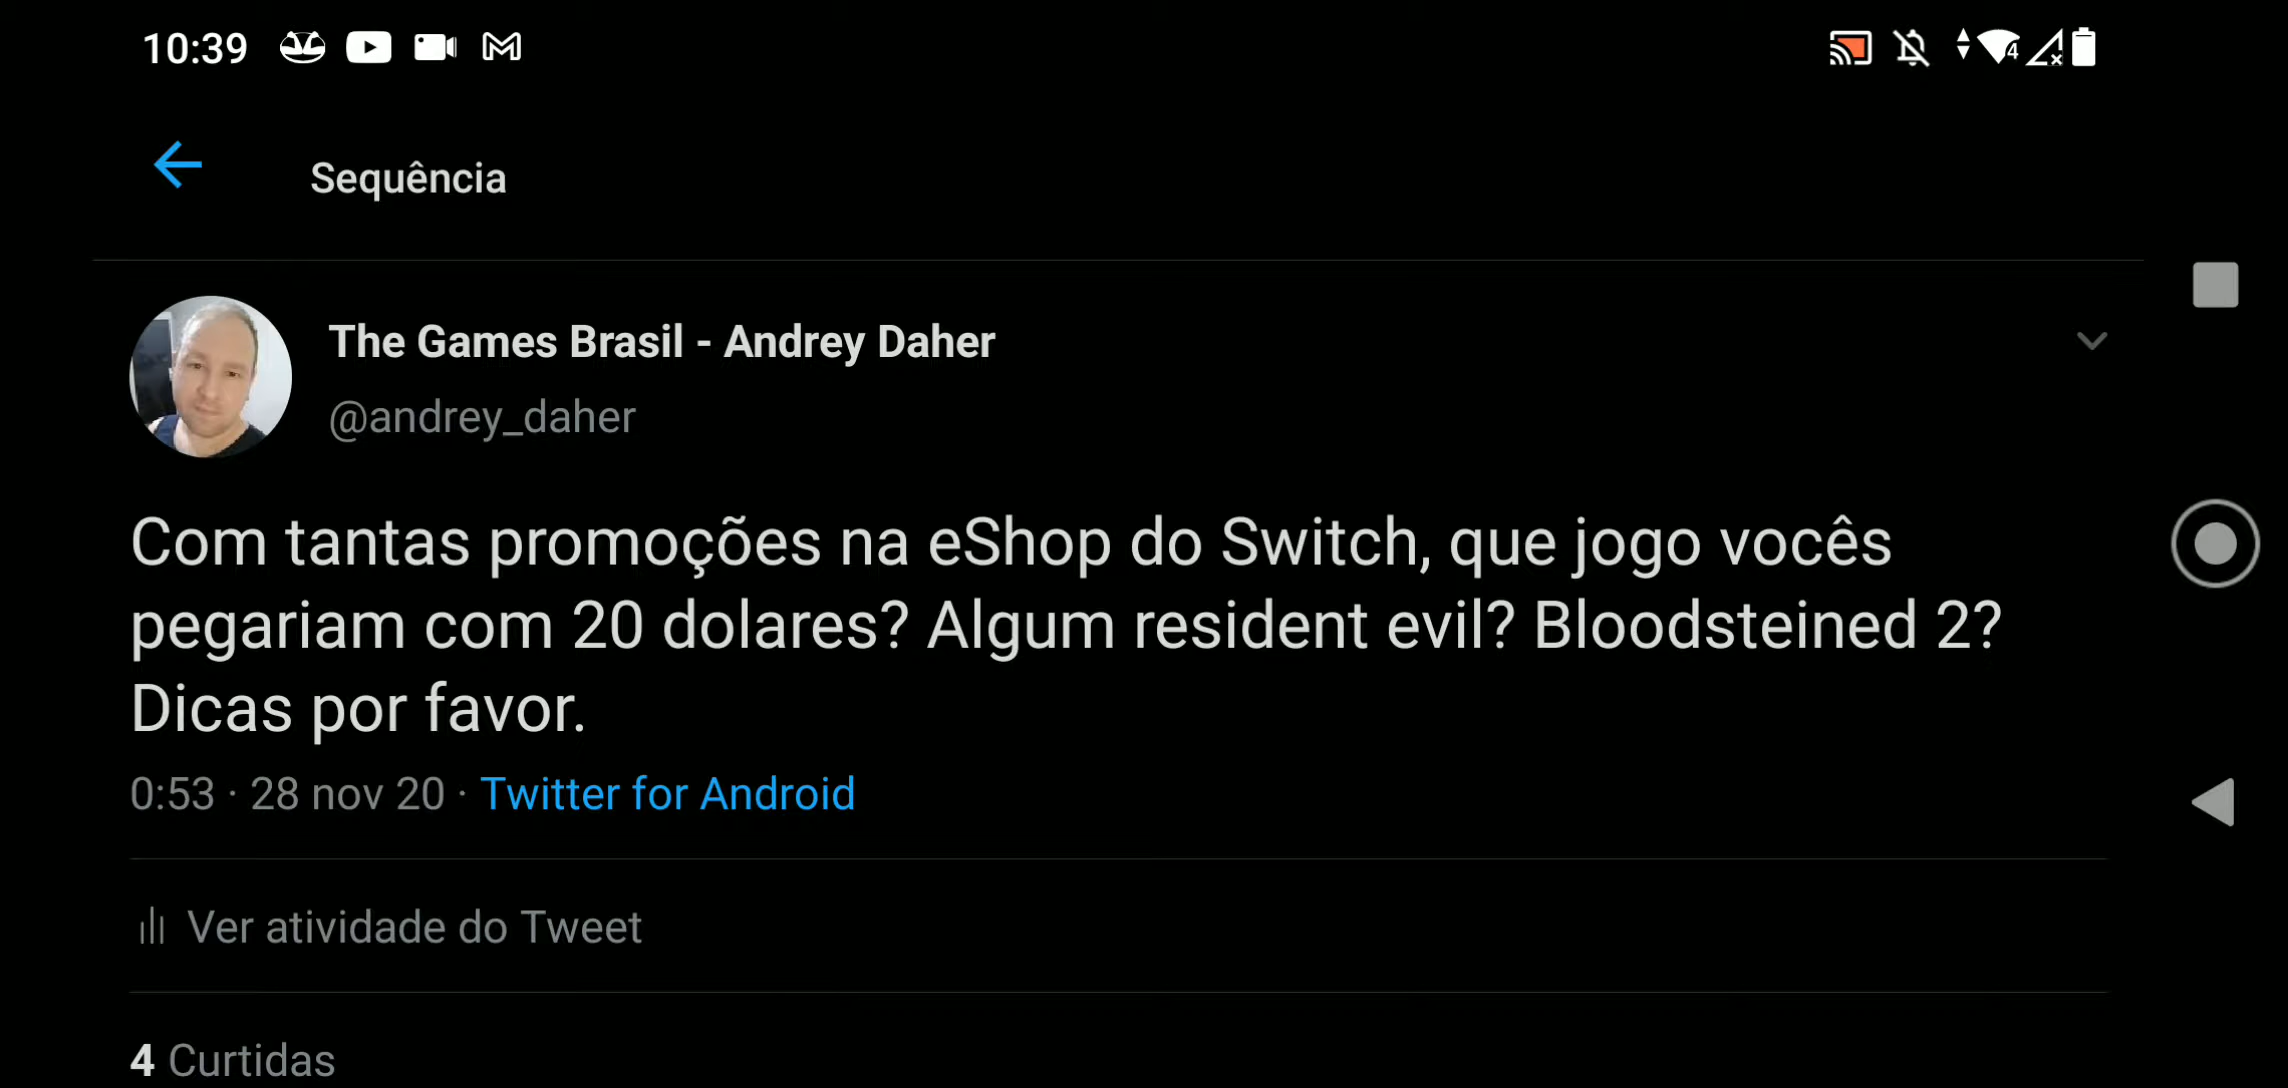 10:39
4
Sequência
The Games Brasil - Andrey Daher
@andrey_daher
Com tantas promoções na eShop do Switch, que jogo vocês
pegariam com 20 dolares? Algum resident evil? Bloodsteined 2?
Dicas por favor.
0:53 · 28 nov 20 · Twitter for Android
Ver atividade do Tweet
4 Curtidas